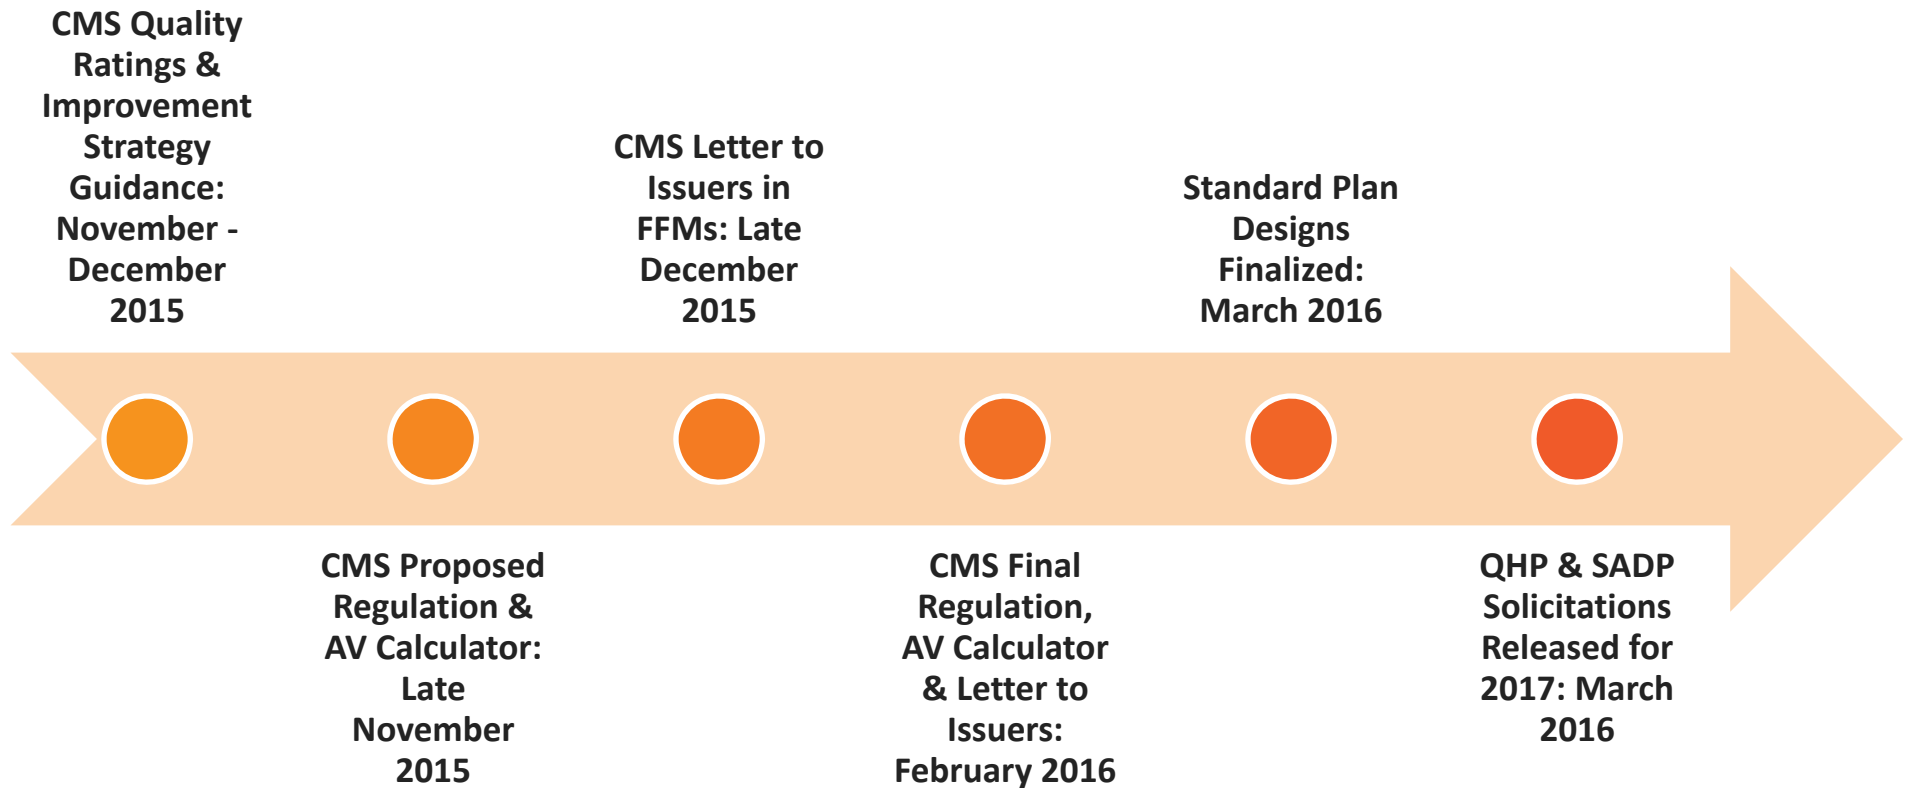 CMS Quality
Ratings &
Improvement
Strategy
Guidance:
November -
December
2015
CMS Proposed
Regulation &
AV Calculator:
Late
November
2015
CMS Letter to
Issuers in
FFMs: Late
December
2015
CMS Final
Regulation,
AV Calculator
& Letter to
Issuers:
February 2016
Standard Plan
Designs
Finalized:
March 2016
QHP & SADP
Solicitations
Released for
2017: March
2016